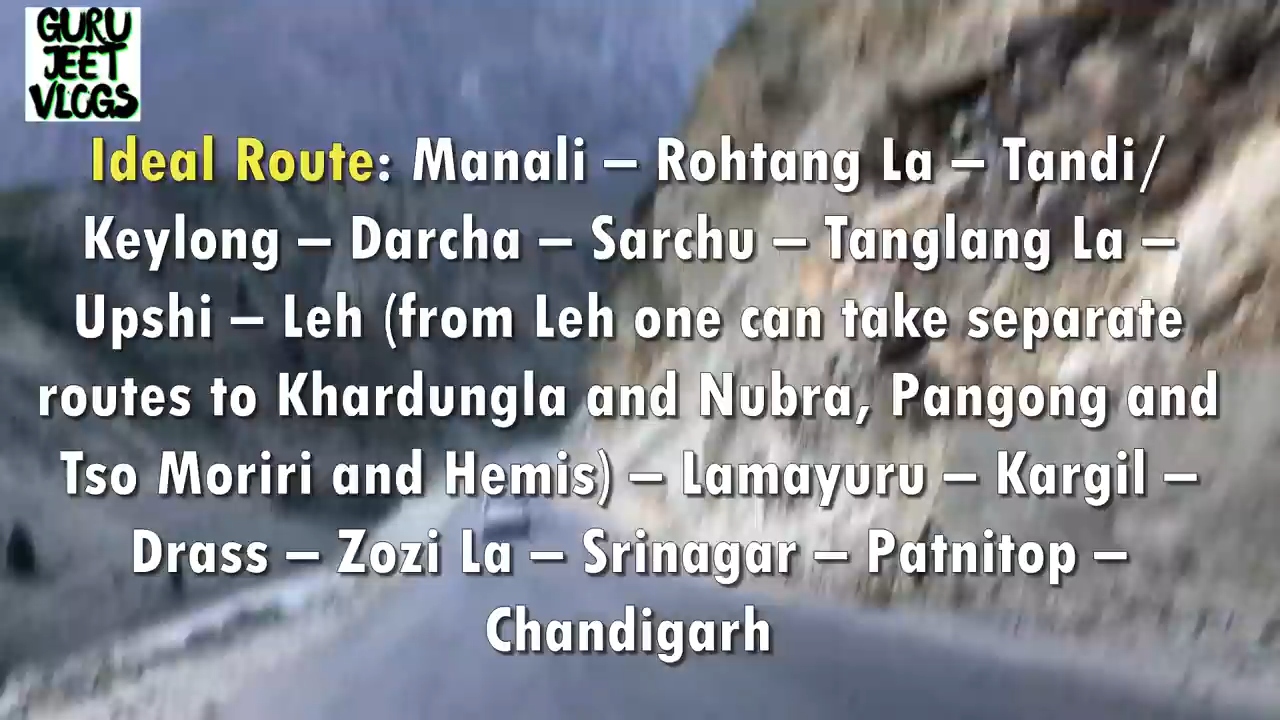 GURU
JEET
VLOGS
Ideal Route: Manali – Rohtang La – Tandi/
Keylong – Darcha – Sarchu – Tanglang La –
Upshi – Leh (from Leh one can take separate
routes to Khardungla and Nubra, Pangong and
Tso Moriri and Hemis) – Lamayuru – Kargil –
Drass – Zozi La – Srinagar – Patnitop –
Chandigarh